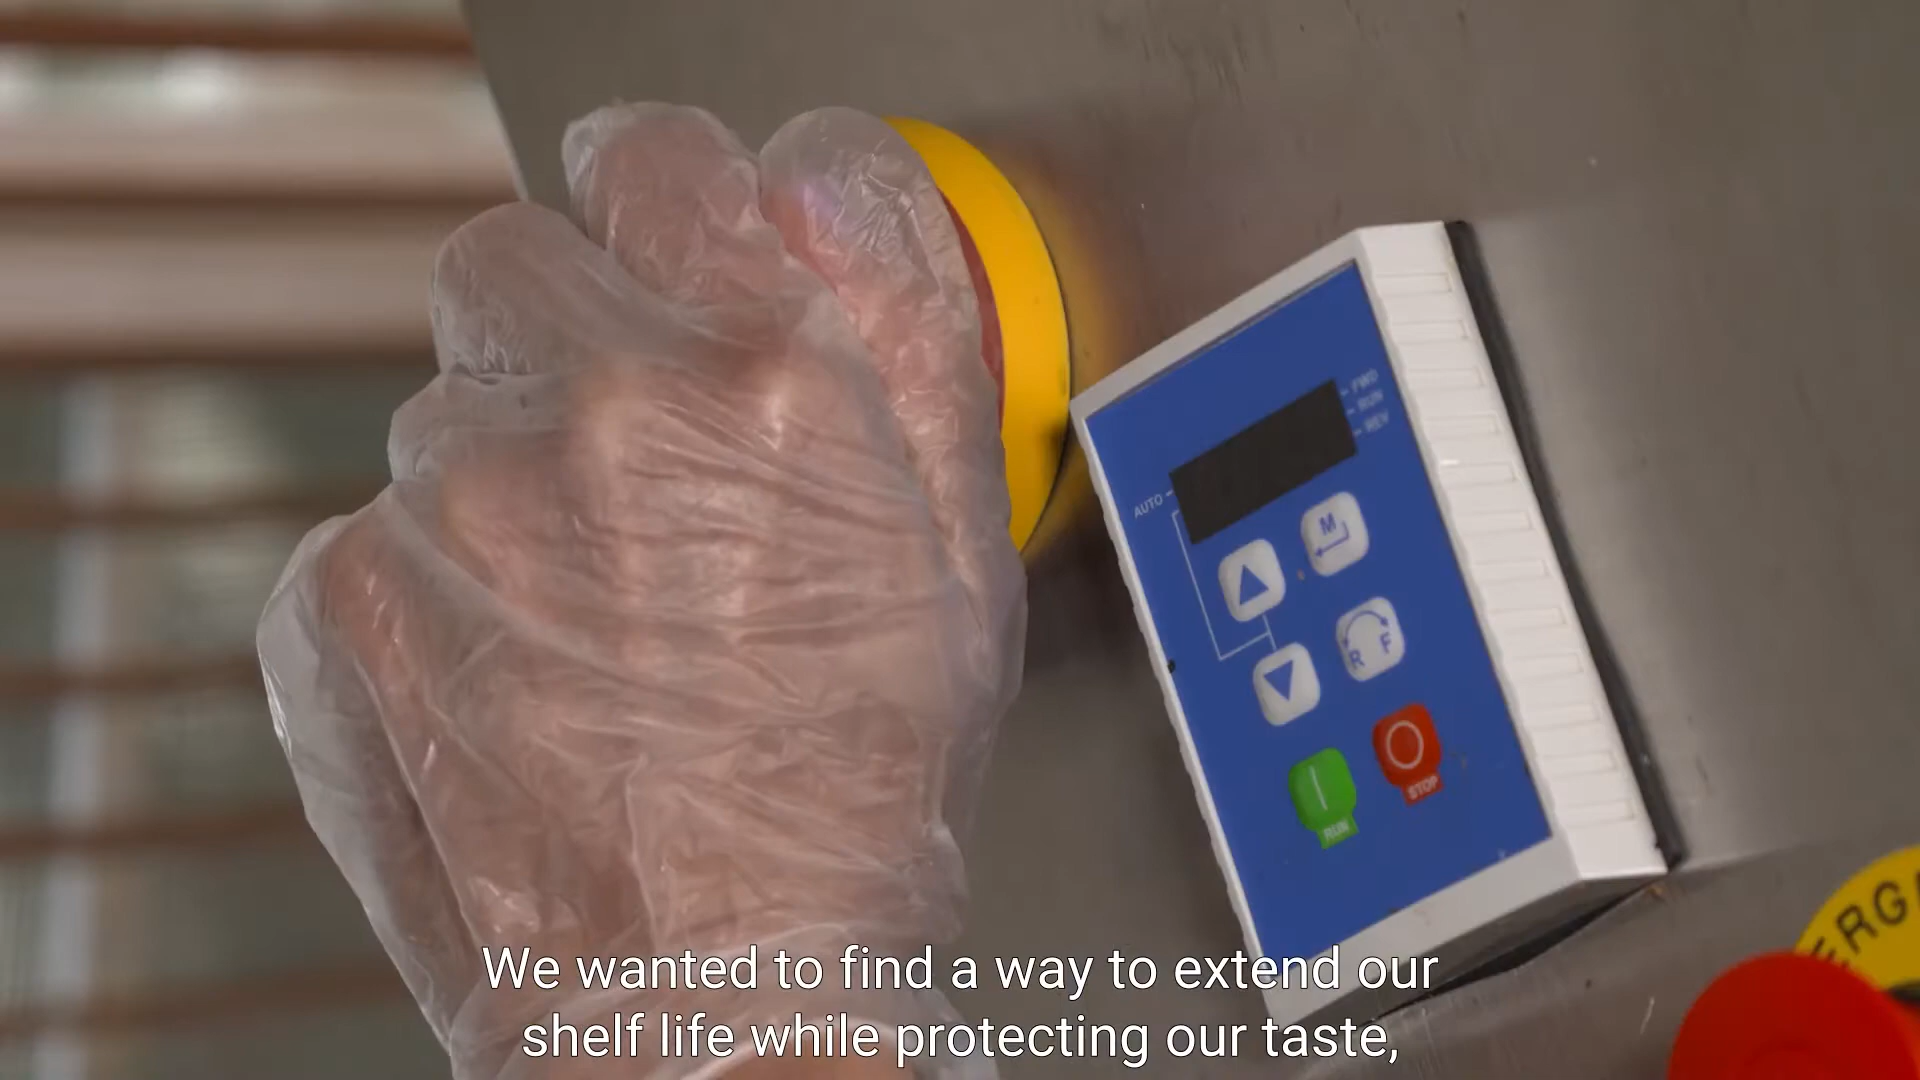 FWD
RUN
REV
AUTO
M
R F
STOP
RUN
ERGA
We wanted to find a way to extend our
shelf life while protecting our taste,